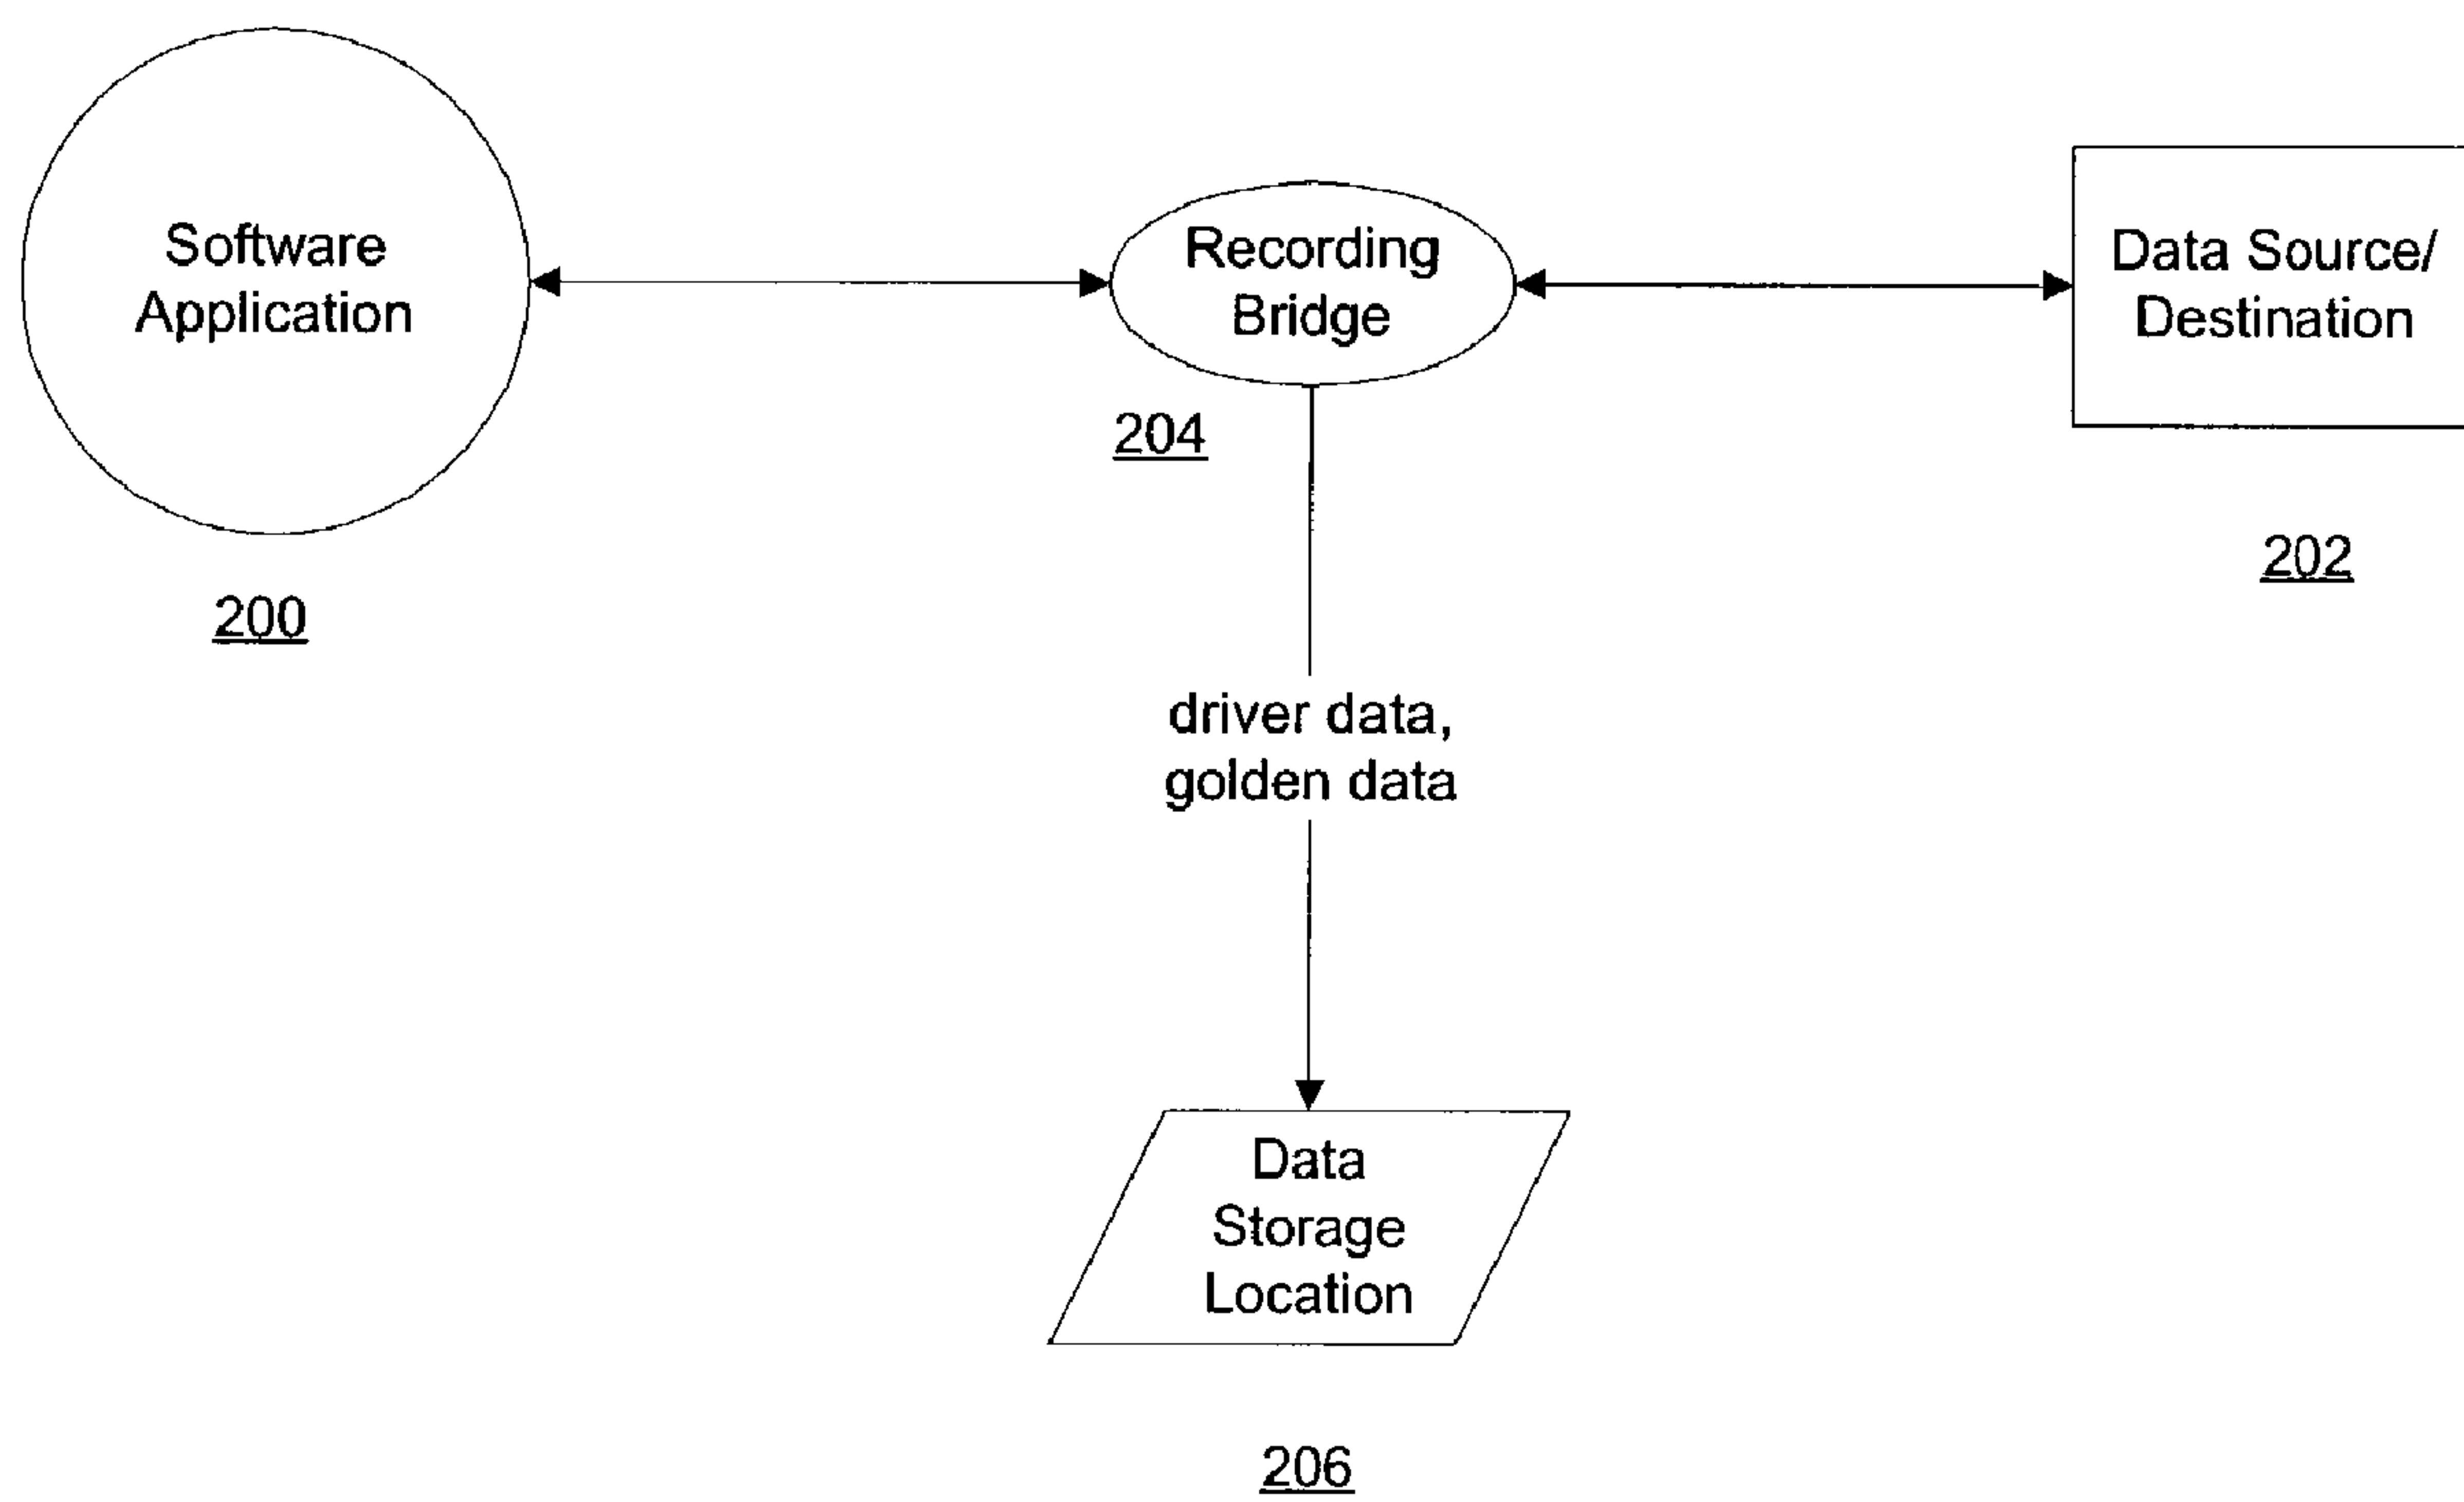 Software
Application
200
Recording
Bridge
204
Data Source/
Destination
202
driver data,
golden data
Data
Storage
Location
206